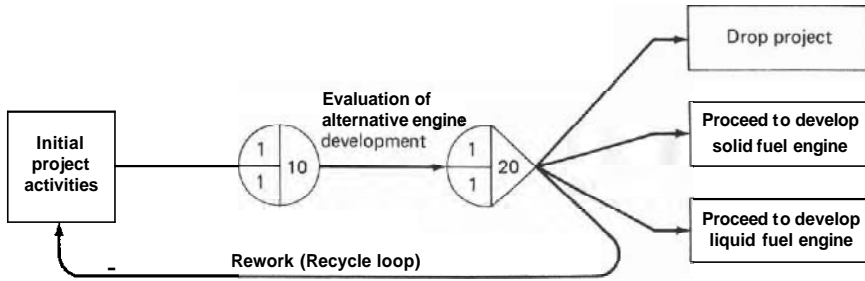 Drop project
Evaluation of
alternative engine
development
Initial
project
activities
1
1
10
1
1
20
Proceed to develop
solid fuel engine
Proceed to develop
liquid fuel engine
Rework (Recycle loop)